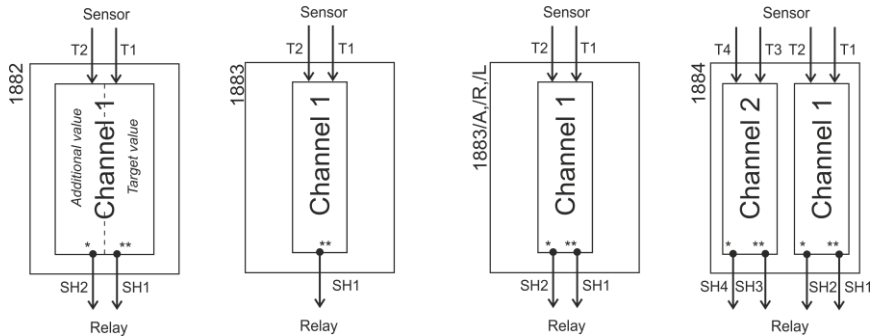 Sensor
T2 T1
1882
Additional value
Channel 1
Target value
* **
SH2 SH1
Relay
Sensor
T2 T1
1883
Channel 1
**
SH1
Relay
Sensor
T2 T1
1883/A,/R,/L
Channel 1
* **
SH2 SH1
Relay
Sensor
T4 T3 T2 T1
1884
Channel 2
Channel 1
* ** * **
SH4 SH3 SH2 SH1
Relay Relay